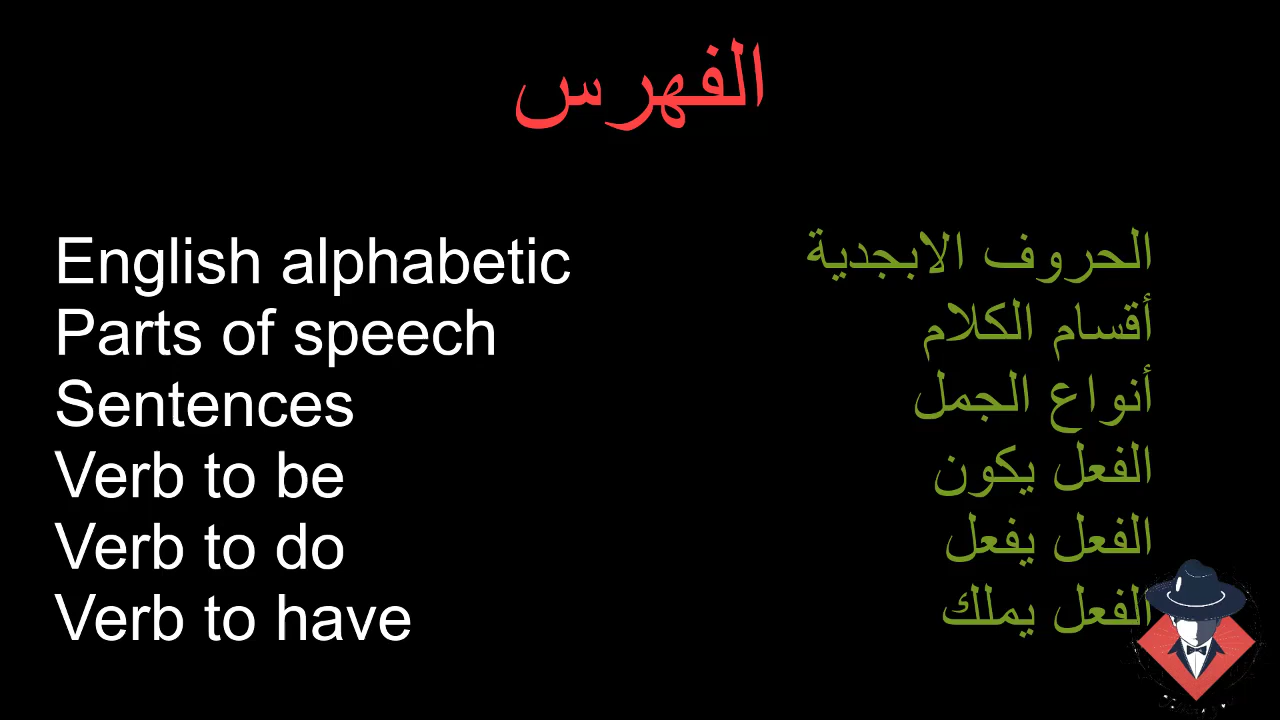 الفهرس
English alphabetic الحروف الابجدية
Parts of speech أقسام الكلام
Sentences أنواع الجمل
Verb to be الفعل يكون
Verb to do الفعل يفعل
Verb to have الفعل يملك